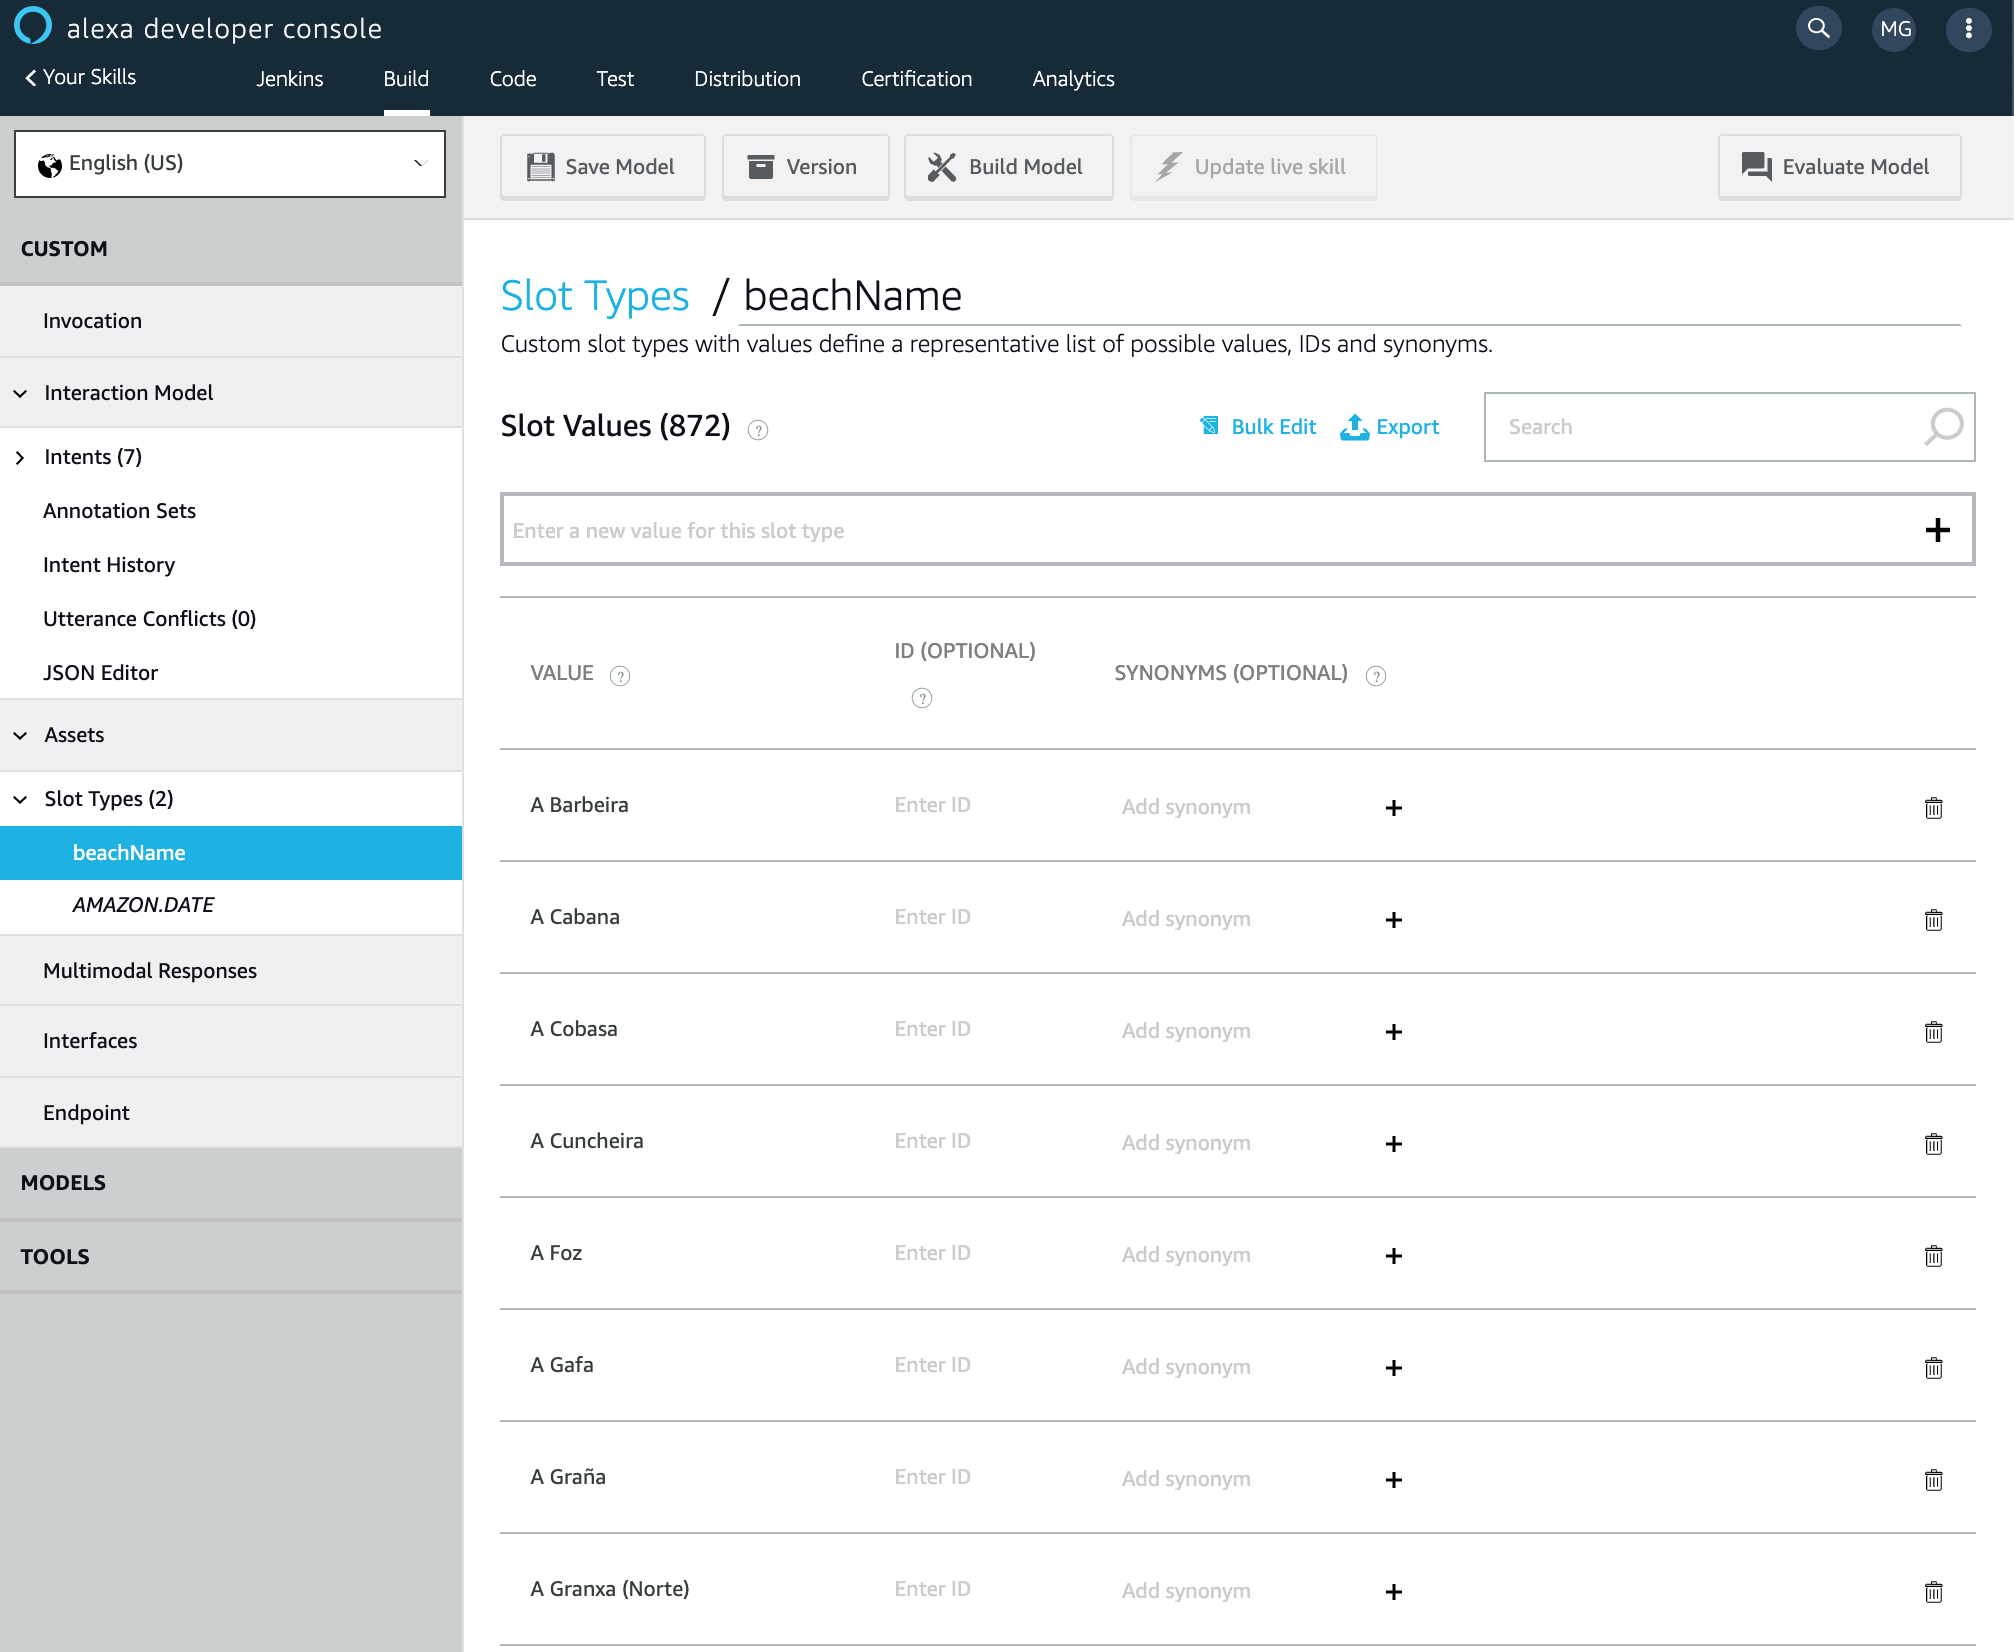 alexa developer console
MG
Your Skills
Jenkins
Build
Code
Test
Distribution
Certification
Analytics
English (US)
Save Model
Version
Build Model
Update live skill
Evaluate Model
CUSTOM
Invocation
Interaction Model
Intents (7)
Annotation Sets
Intent History
Utterance Conflicts (0)
JSON Editor
Assets
Slot Types (2)
beachName
AMAZON.DATE
Multimodal Responses
Interfaces
Endpoint
MODELS
TOOLS
Slot Types / beachName
Custom slot types with values define a representative list of possible values, IDs and synonyms.
Slot Values (872) ?
Bulk Edit
Export
Search
Enter a new value for this slot type
VALUE ?
ID (OPTIONAL) ?
SYNONYMS (OPTIONAL) ?
A Barbeira Enter ID Add synonym
A Cabana Enter ID Add synonym
A Cobasa Enter ID Add synonym
A Cuncheira Enter ID Add synonym
A Foz Enter ID Add synonym
A Gafa Enter ID Add synonym
A Graña Enter ID Add synonym
A Granxa (Norte) Enter ID Add synonym